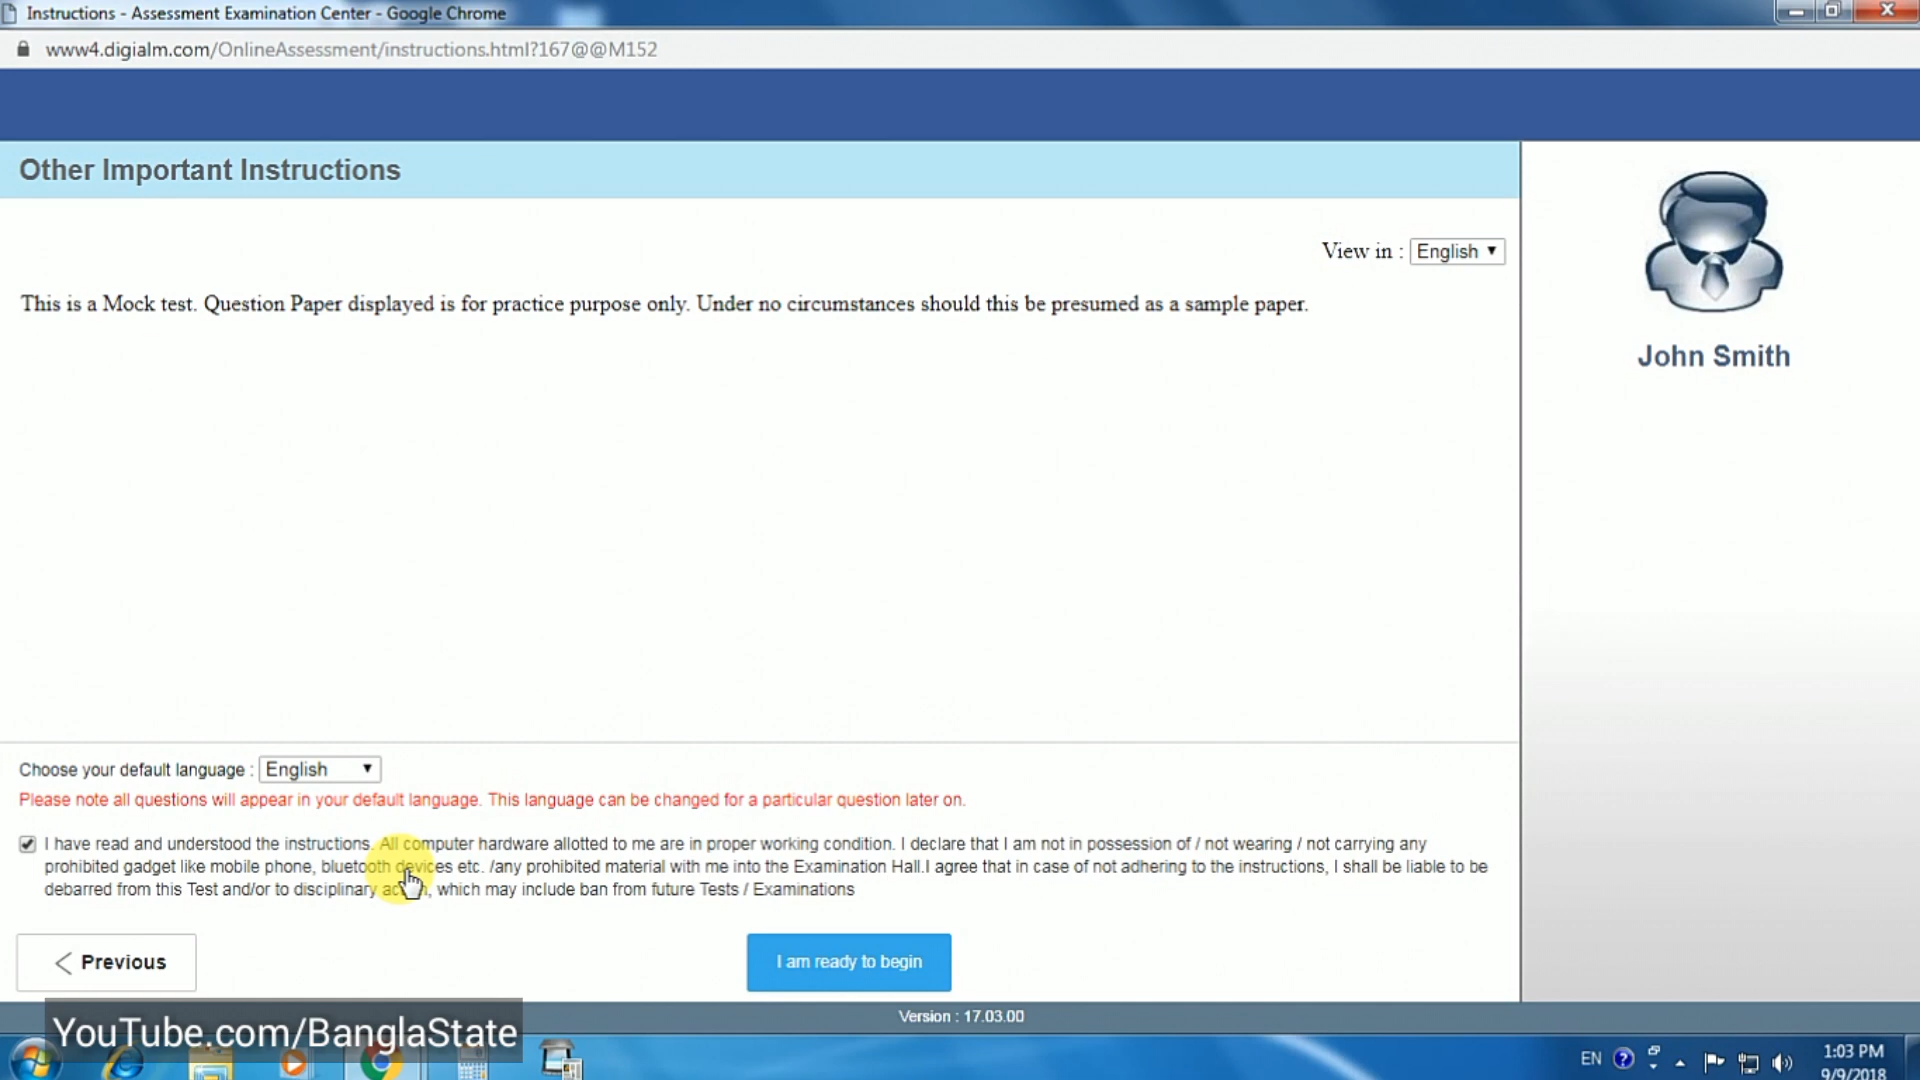 Instructions - Assessment Examination Center - Google Chrome
www4.digialm.com/OnlineAssessment/instructions.html?167@@M152
Other Important Instructions
View in : English
This is a Mock test. Question Paper displayed is for practice purpose only. Under no circumstances should this be presumed as a sample paper.
John Smith
Choose your default language : English
Please note all questions will appear in your default language. This language can be changed for a particular question later on.
I have read and understood the instructions. All computer hardware allotted to me are in proper working condition. I declare that I am not in possession of / not wearing / not carrying any
prohibited gadget like mobile phone, bluetooth devices etc. /any prohibited material with me into the Examination Hall.I agree that in case of not adhering to the instructions, I shall be liable to be
debarred from this Test and/or to disciplinary action, which may include ban from future Tests / Examinations
Previous
I am ready to begin
Version : 17.03.00
YouTube.com/BanglaState
EN
1:03 PM
9/9/2018